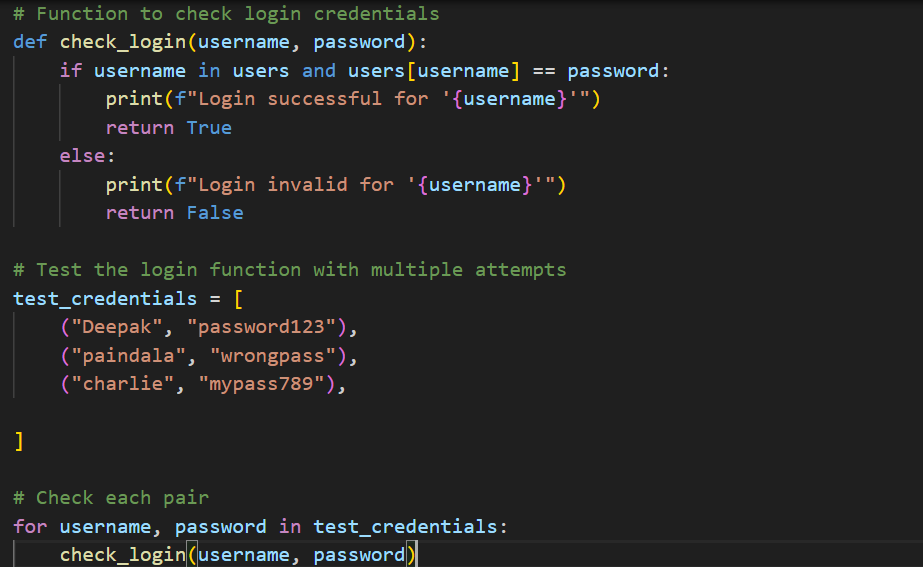 # Function to check login credentials
def check_login(username, password):
    if username in users and users[username] == password:
        print(f"Login successful for '{username}'")
        return True
    else:
        print(f"Login invalid for '{username}'")
        return False

# Test the login function with multiple attempts
test_credentials = [
    ("Deepak", "password123"),
    ("paindala", "wrongpass"),
    ("charlie", "mypass789"),

]

# Check each pair
for username, password in test_credentials:
    check_login(username, password)